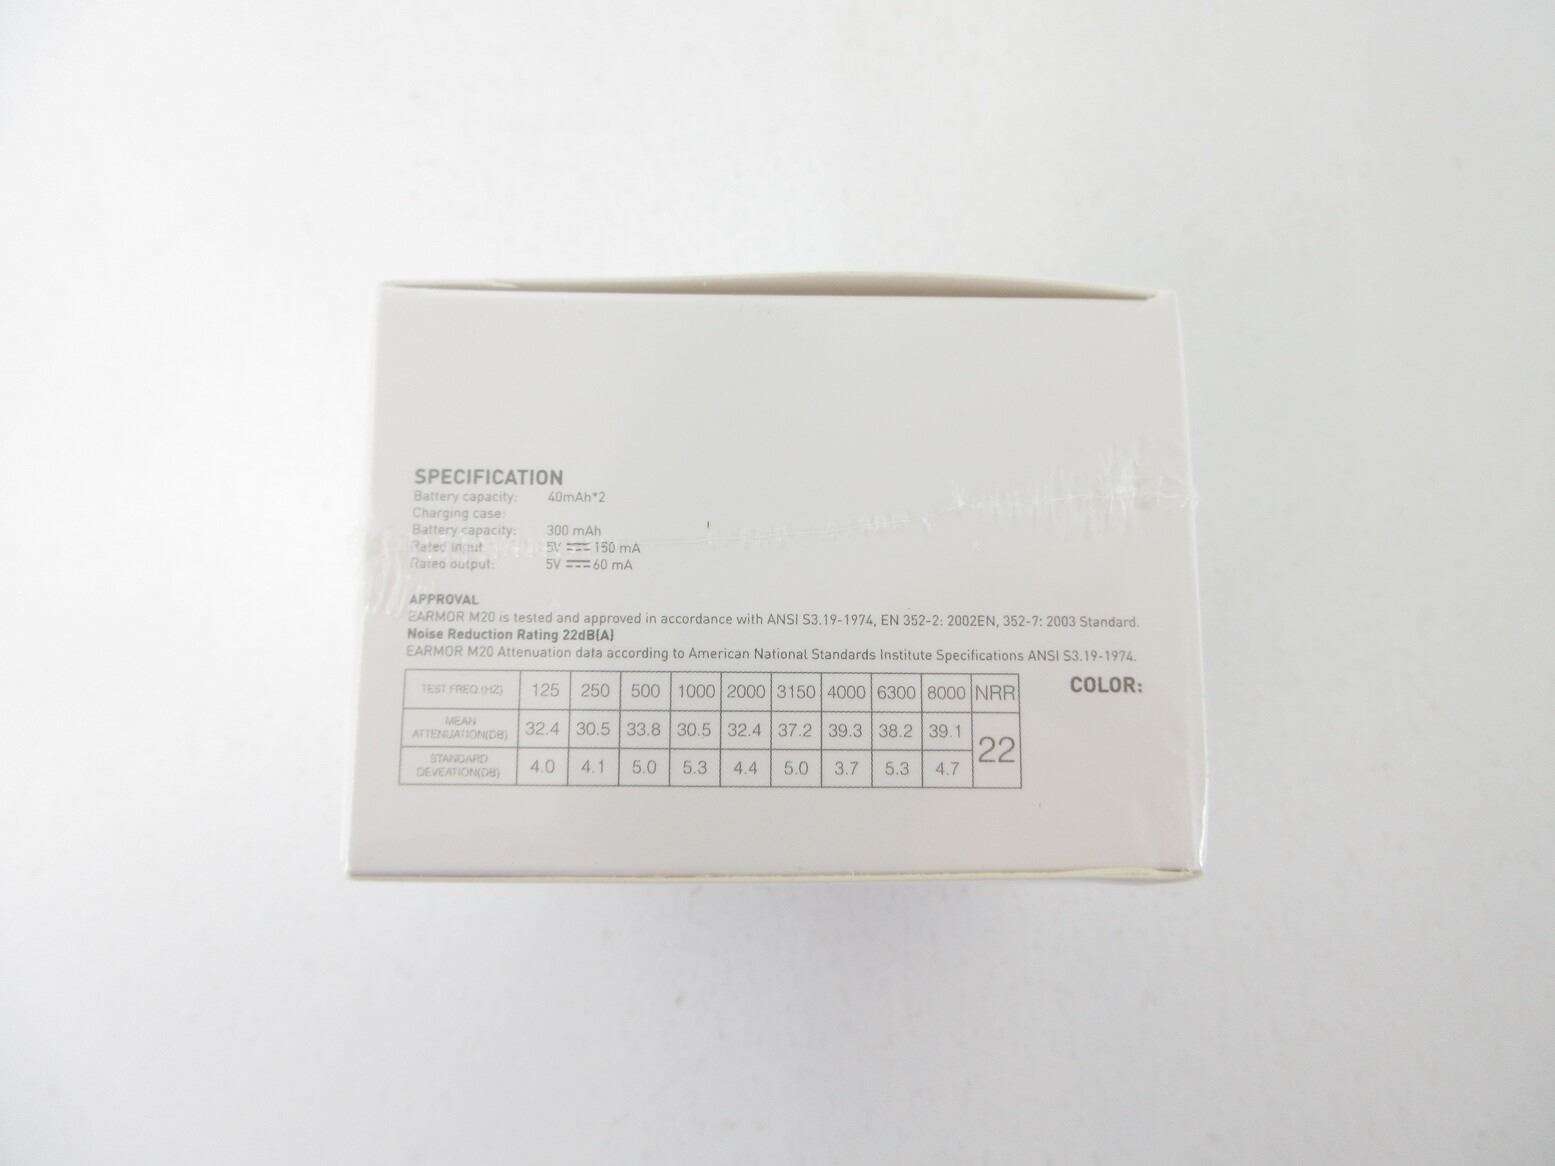 SPECIFICATION
Battery capacity: 40mAh*2
Charging case:
Battery capacity: 300 mAh
Rated input 5V ⎓ 150 mA
Rated output: 5V ⎓ 60 mA
APPROVAL
EARMOR M20 is tested and approved in accordance with ANSI S3.19-1974, EN 352-2: 2002EN, 352-7: 2003 Standard.
Noise Reduction Rating 22dB(A)
EARMOR M20 Attenuation data according to American National Standards Institute Specifications ANSI S3.19-1974.
COLOR:
TEST FREQ.(HZ) 125 250 500 1000 2000 3150 4000 6300 8000 NRR
MEAN ATTENUATION(DB) 32.4 30.5 33.8 30.5 32.4 37.2 39.3 38.2 39.1 22
STANDARD DEVEATION(DB) 4.0 4.1 5.0 5.3 4.4 5.0 3.7 5.3 4.7